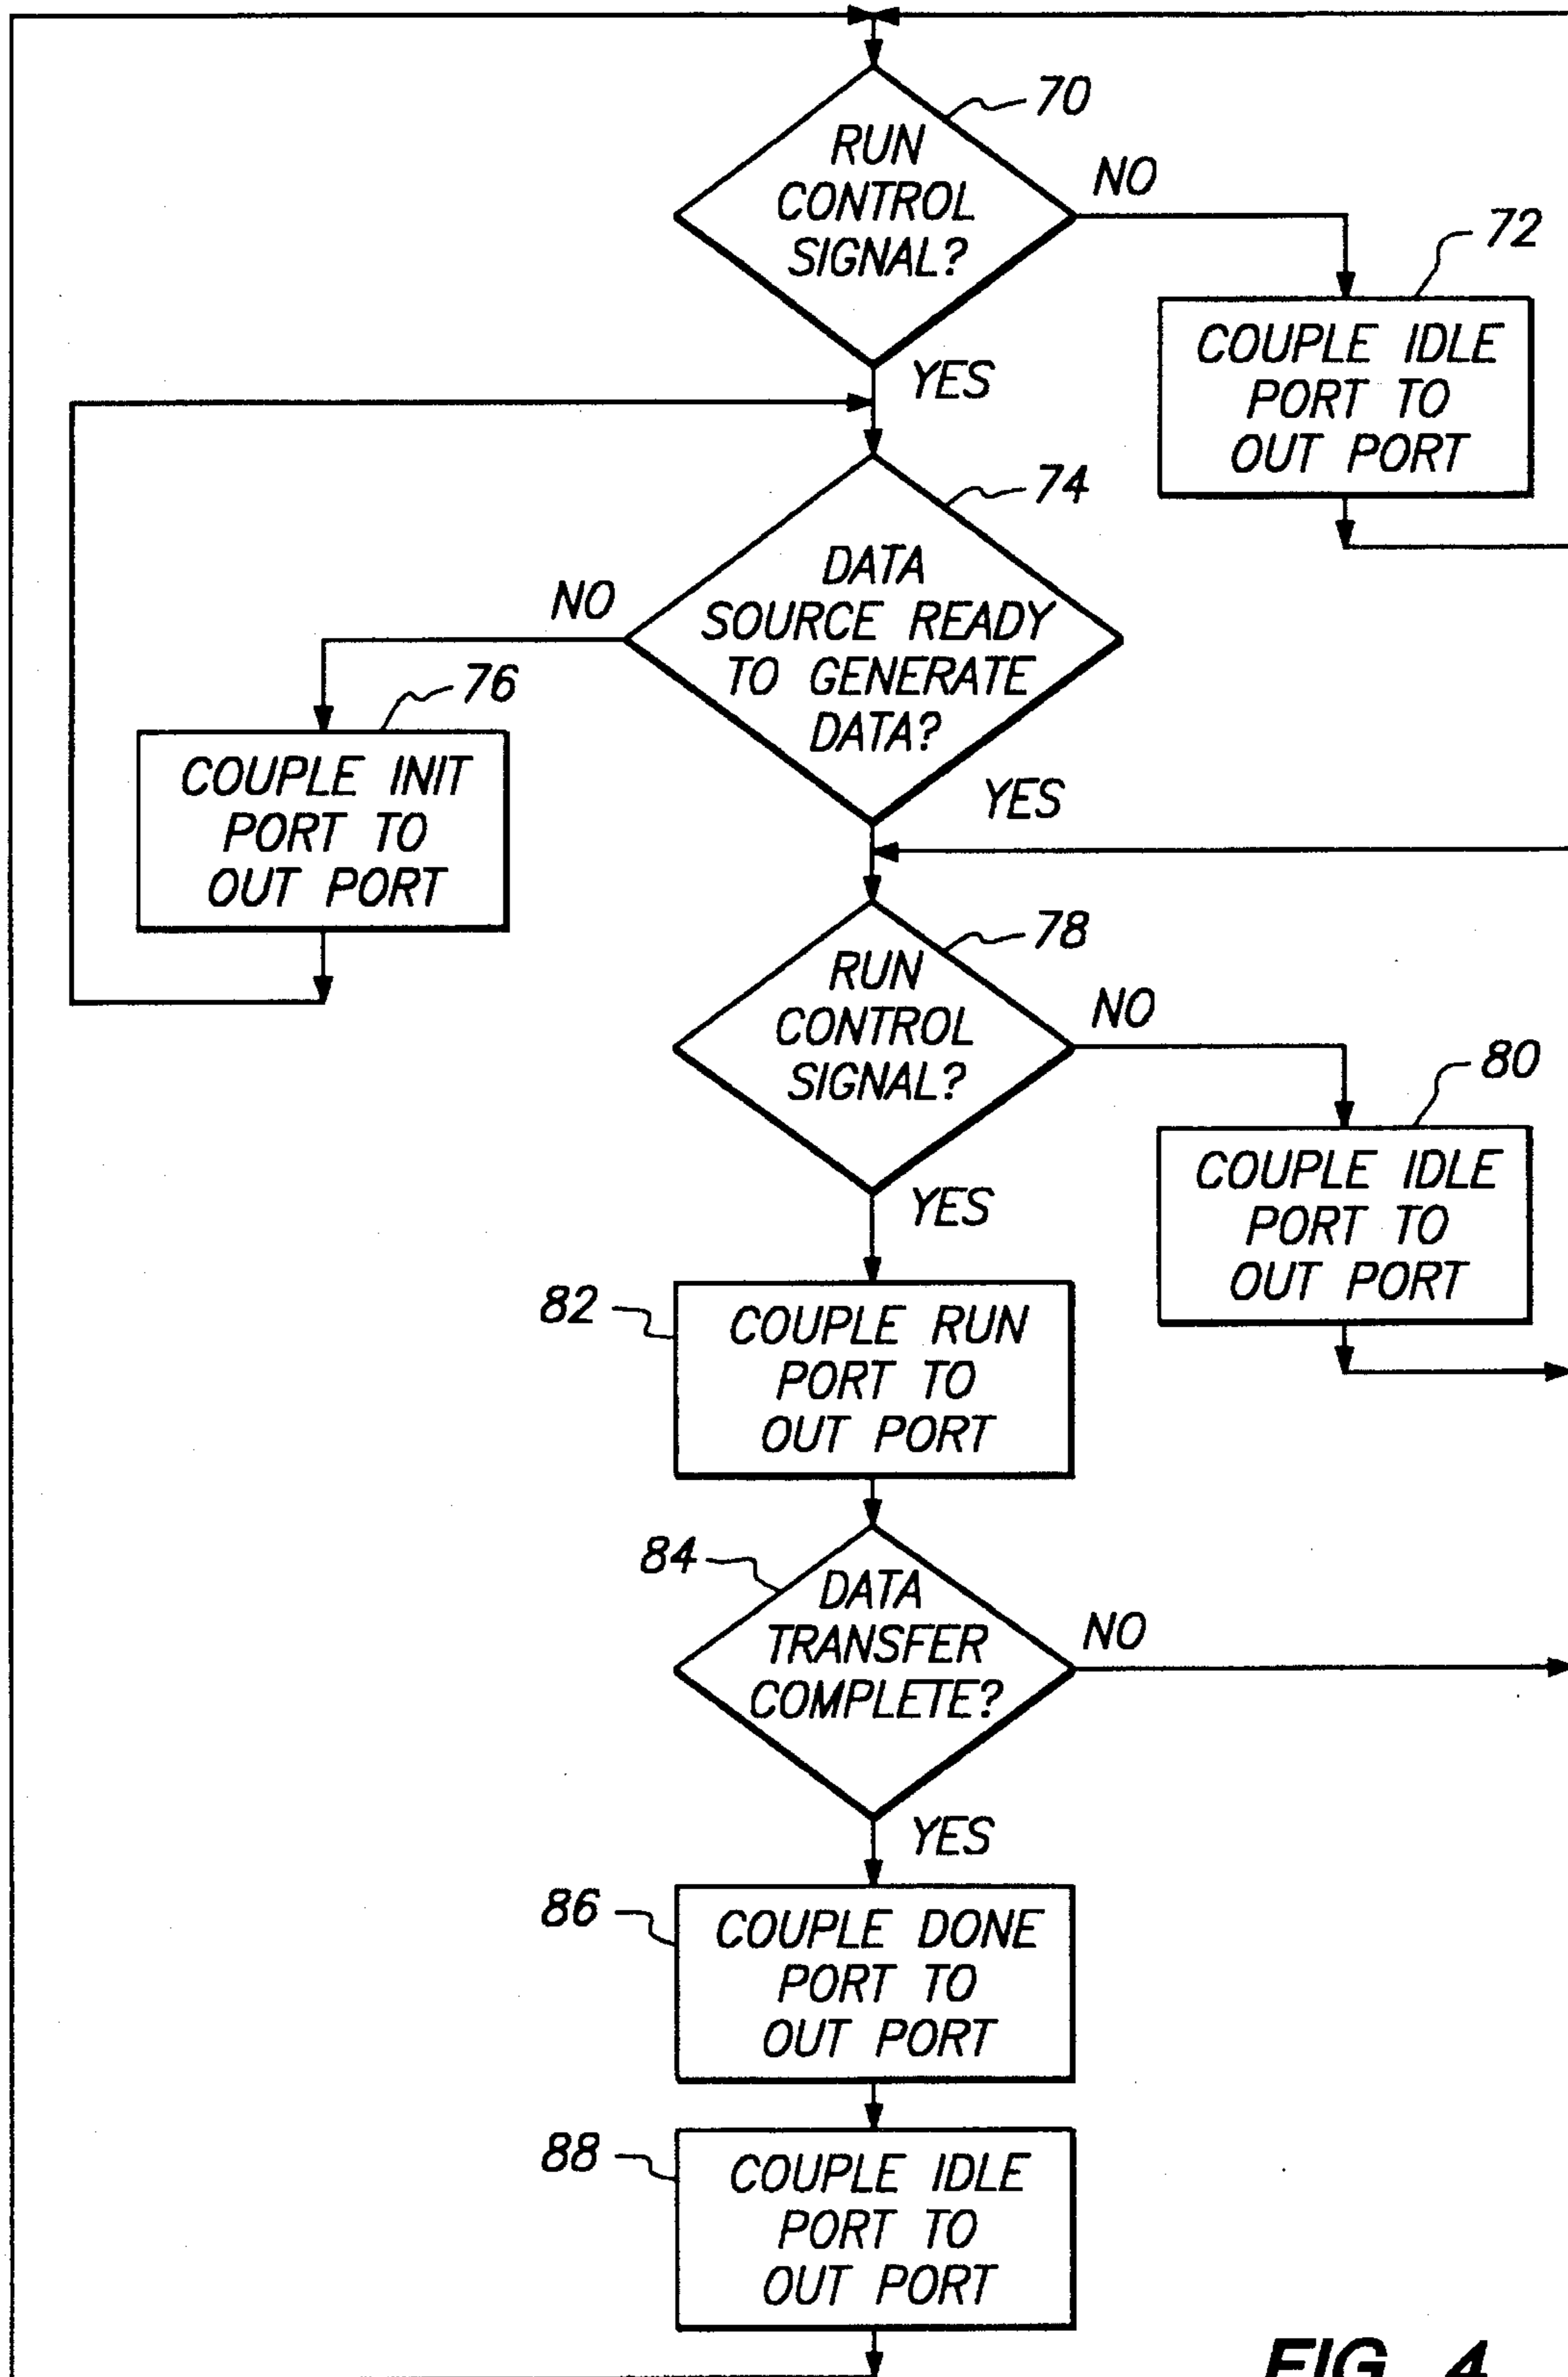 70
RUN
CONTROL
SIGNAL?
NO
YES
72
COUPLE IDLE
PORT TO
OUT PORT
74
DATA
SOURCE READY
TO GENERATE
DATA?
NO
YES
76
COUPLE INIT
PORT TO
OUT PORT
78
RUN
CONTROL
SIGNAL?
NO
YES
80
COUPLE IDLE
PORT TO
OUT PORT
82
COUPLE RUN
PORT TO
OUT PORT
84
DATA
TRANSFER
COMPLETE?
NO
YES
86
COUPLE DONE
PORT TO
OUT PORT
88
COUPLE IDLE
PORT TO
OUT PORT
FIG. 4